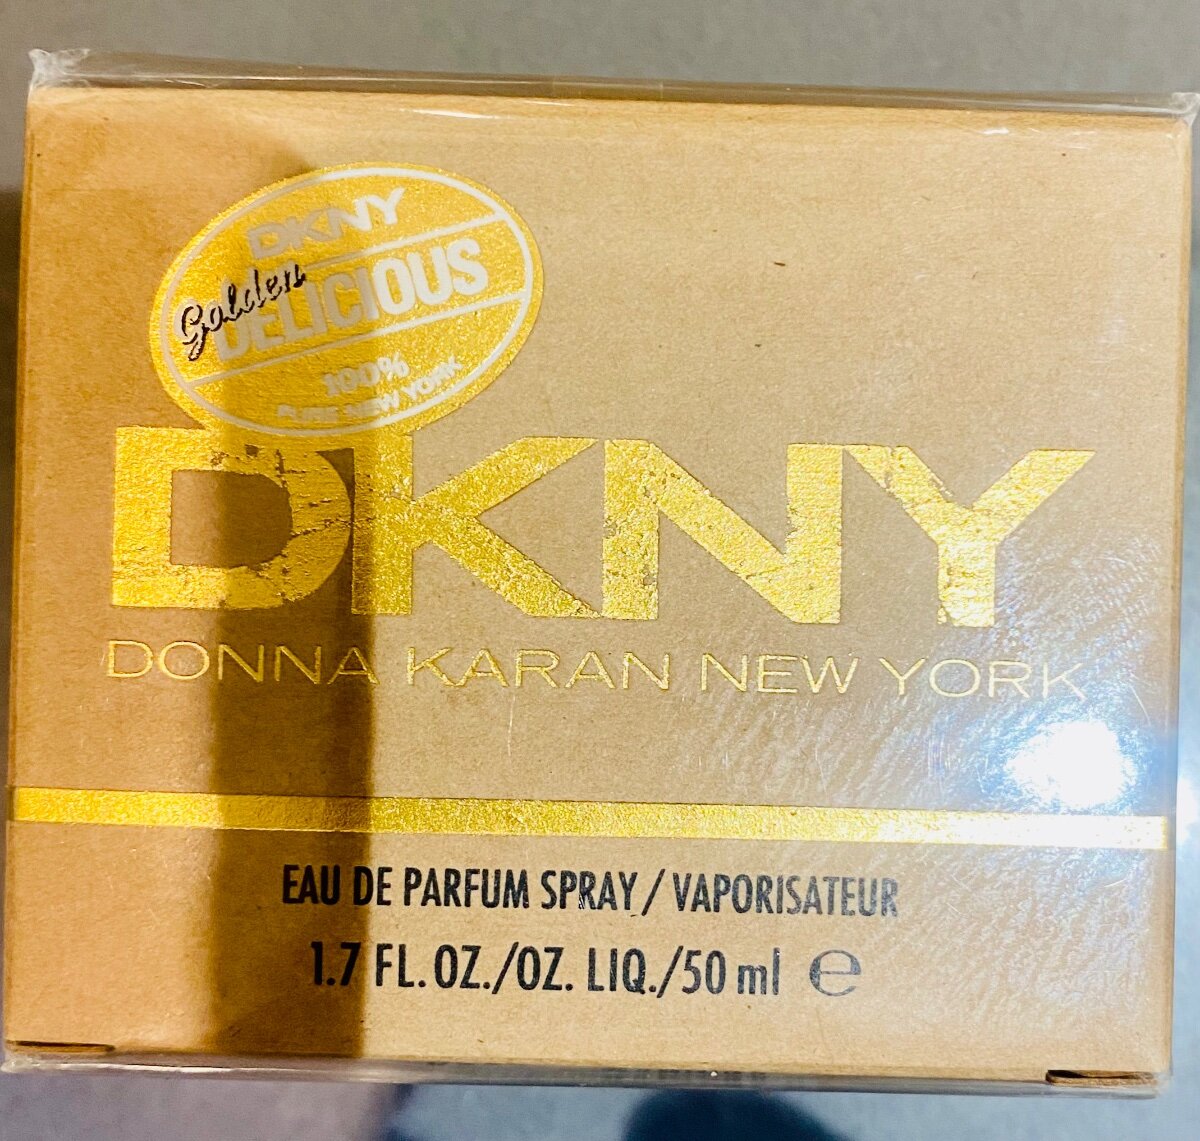 DKNY
Golden
DELICIOUS
100%
PURE NEW YORK
DKNY
DONNA KARAN NEW YORK
EAU DE PARFUM SPRAY/VAPORISATEUR
1.7 FL. OZ./OZ. LIQ./50 ml ℮